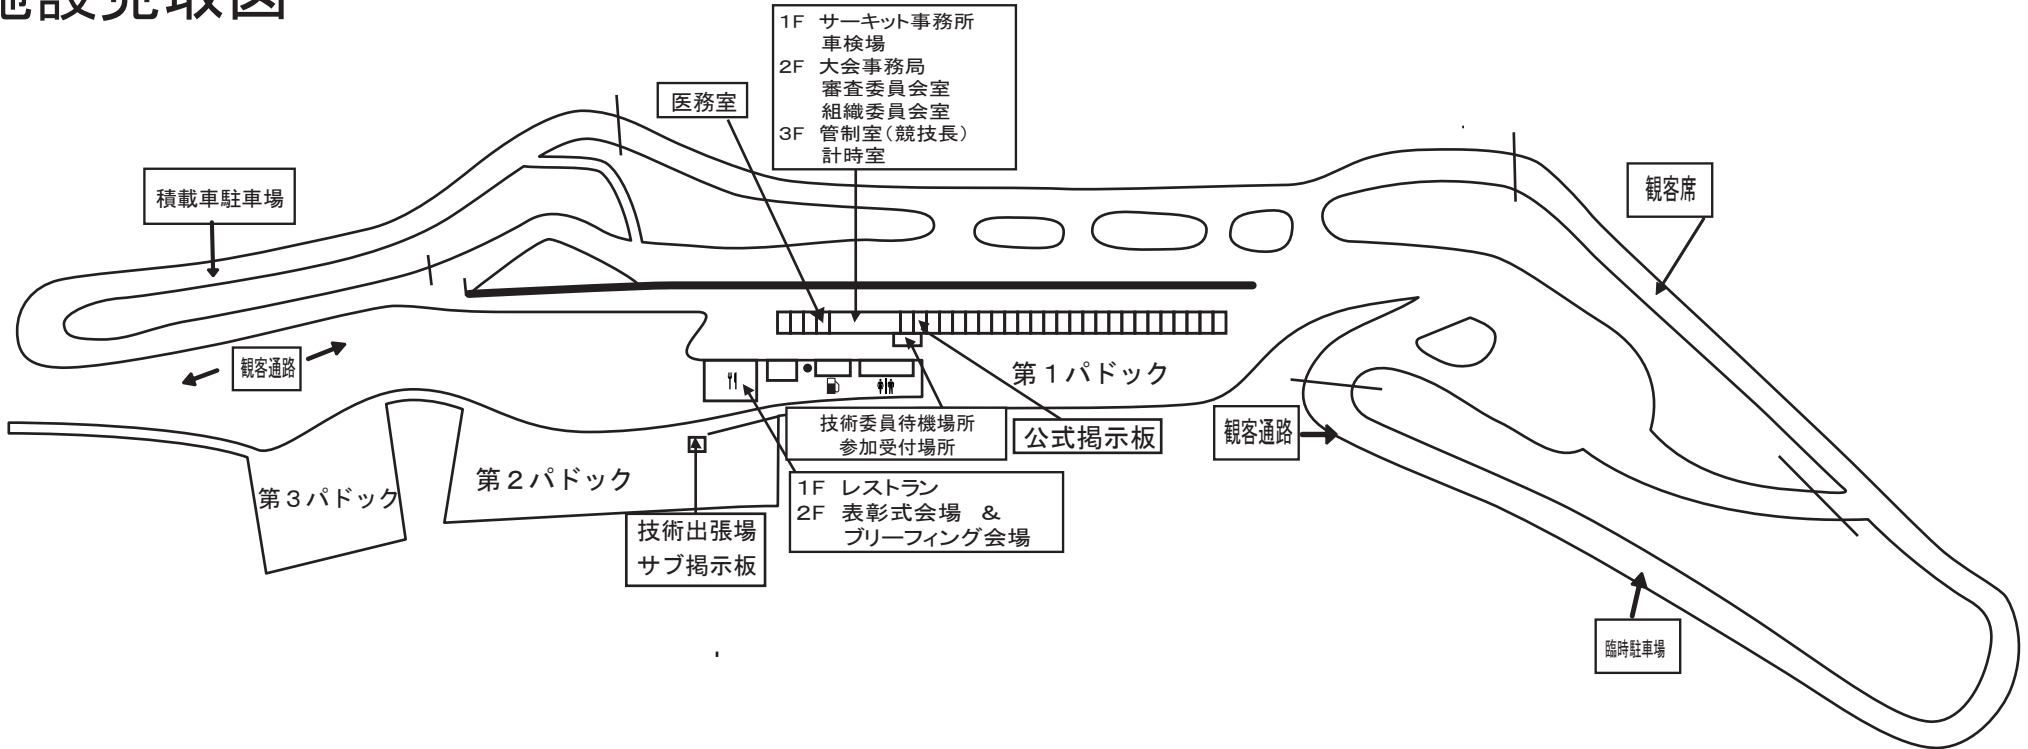 施設見取図
1F サーキット事務所
車検場
2F 大会事務局
審査委員会室
組織委員会室
3F 管制室(競技長)
計時室
医務室
積載車駐車場
観客席
観客通路
第1パドック
技術委員待機場所
参加受付場所
公式掲示板
観客通路
第2パドック
第3パドック
1F レストラン
2F 表彰式会場 &
ブリーフィング会場
技術出張場
サブ掲示板
臨時駐車場